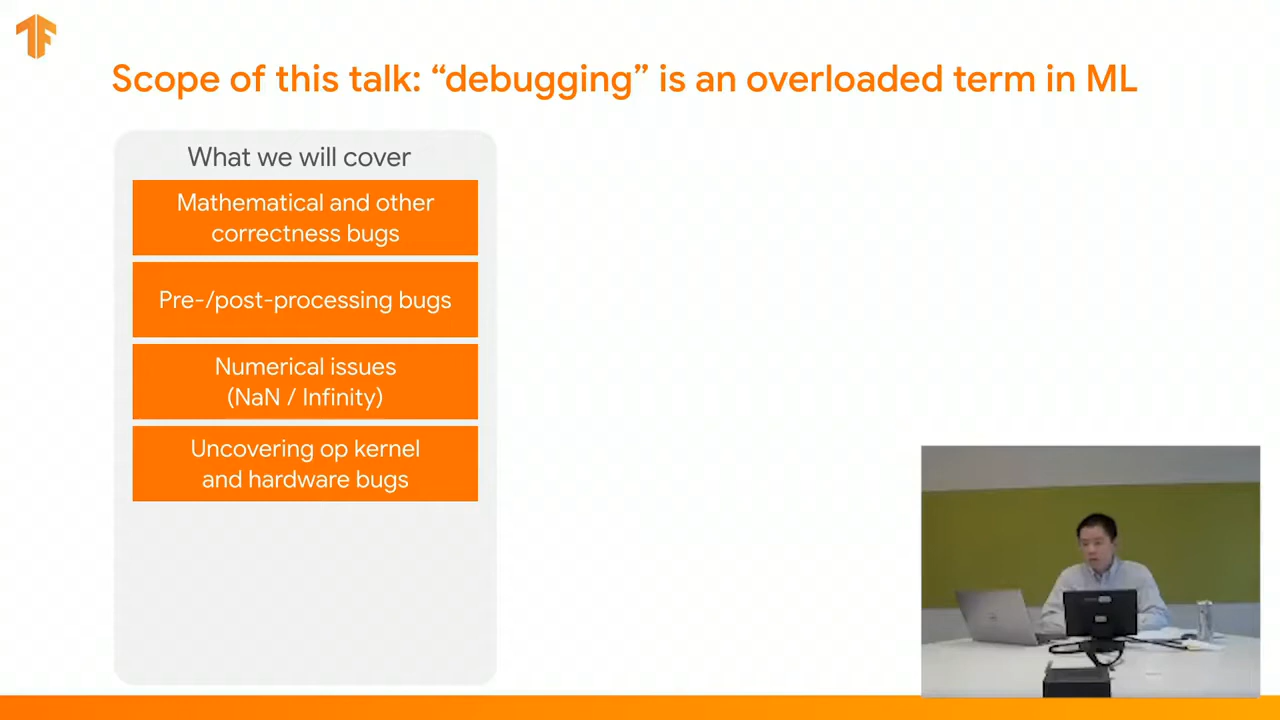 Scope of this talk: “debugging” is an overloaded term in ML
What we will cover
Mathematical and other
correctness bugs
Pre-/post-processing bugs
Numerical issues
(NaN / Infinity)
Uncovering op kernel
and hardware bugs